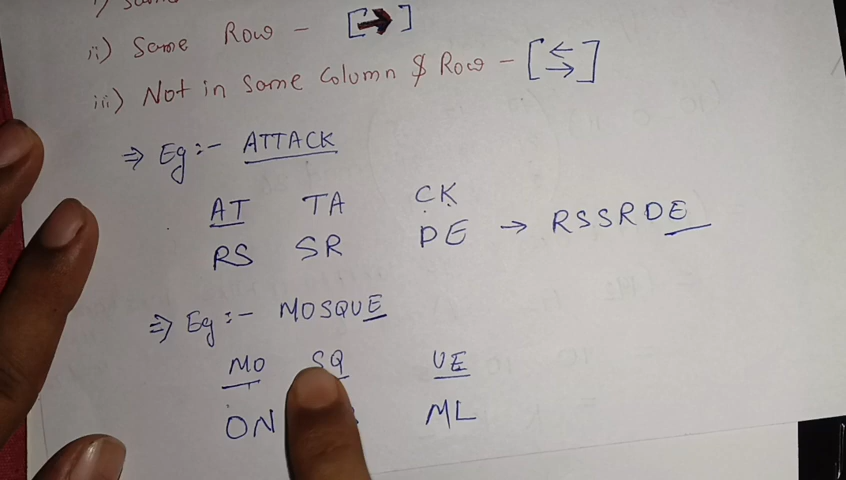 ii) Same Row - [→]
iii) Not in Same Column & Row - [⇆]
⇒ Eg :- ATTACK
AT TA CK
RS SR DE → RSSRDE
⇒ Eg :- MOSQUE
MO SQ UE
ON ML